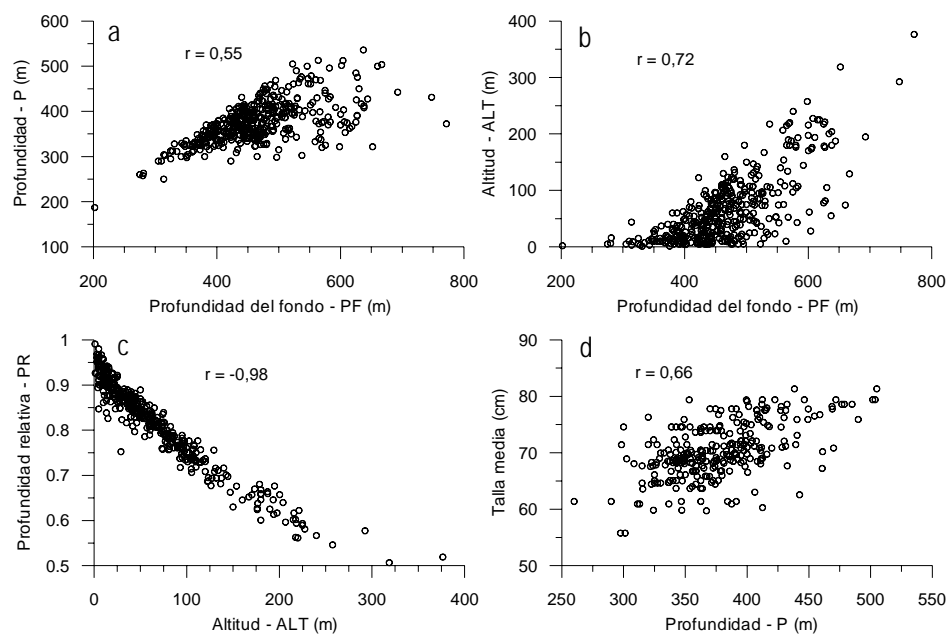 a
r = 0,55
Profundidad - P (m)
600
500
400
300
200
100
200 400 600 800
Profundidad del fondo - PF (m)
b
r = 0,72
Altitud - ALT (m)
400
300
200
100
0
200 400 600 800
Profundidad del fondo - PF (m)
c
r = -0,98
Profundidad relativa - PR
1
0.9
0.8
0.7
0.6
0.5
0 100 200 300 400
Altitud - ALT (m)
d
r = 0,66
Talla media (cm)
90
80
70
60
50
250 300 350 400 450 500 550
Profundidad - P (m)